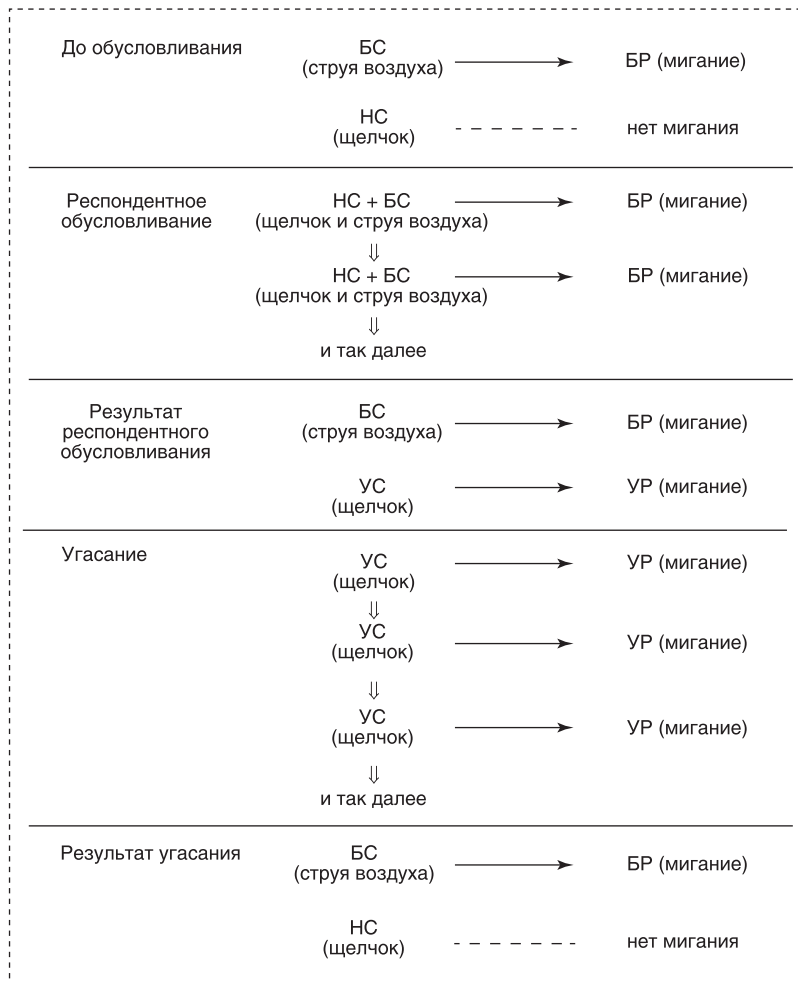 До обусловливания
БС
(струя воздуха)
БР (мигание)
НС
(щелчок)
нет мигания
Респондентное
обусловливание
НС + БС
(щелчок и струя воздуха)
БР (мигание)
⇓
НС + БС
(щелчок и струя воздуха)
БР (мигание)
⇓
и так далее
Результат
респондентного
обусловливания
БС
(струя воздуха)
БР (мигание)
УС
(щелчок)
УР (мигание)
Угасание
УС
(щелчок)
УР (мигание)
⇓
УС
(щелчок)
УР (мигание)
⇓
УС
(щелчок)
УР (мигание)
⇓
и так далее
Результат угасания
БС
(струя воздуха)
БР (мигание)
НС
(щелчок)
нет мигания